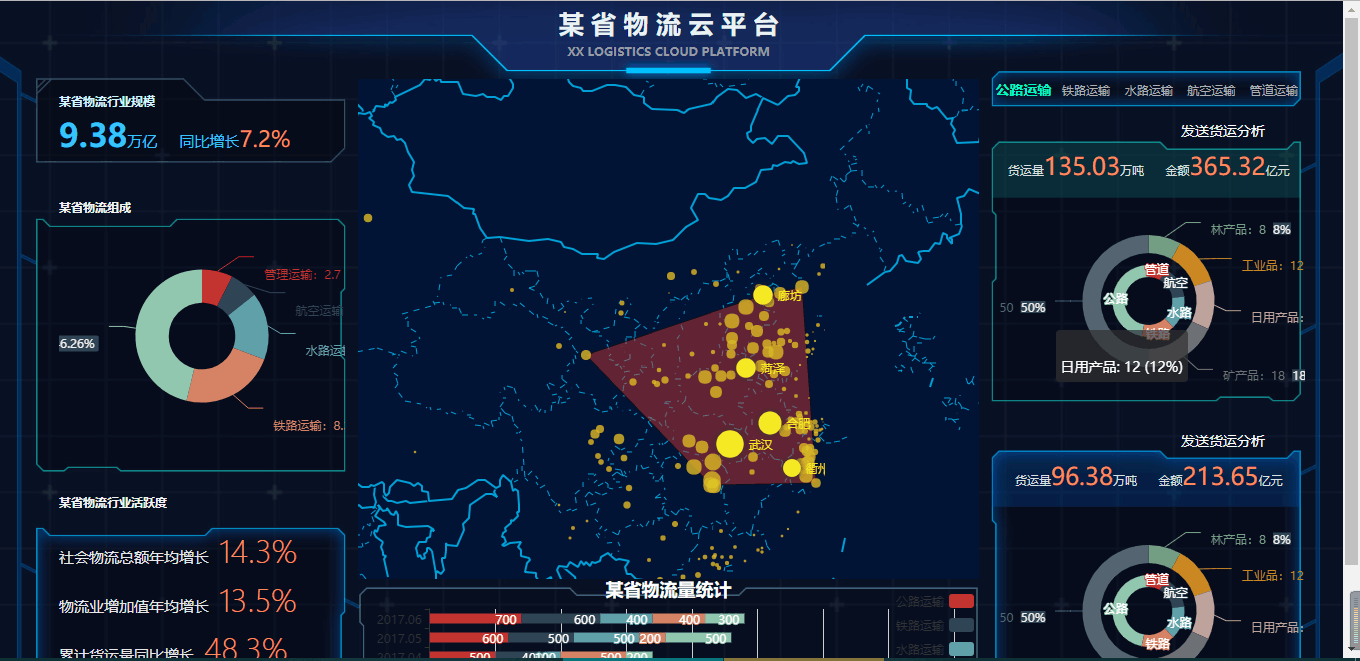 某省物流云平台
XX LOGISTICS CLOUD PLATFORM
某省物流行业规模
9.38万亿 同比增长7.2%
某省物流组成
管理运输：2.7
航空运输
水路运
6.26%
铁路运输：8.
某省物流行业活跃度
社会物流总额年均增长 14.3%
物流业增加值年均增长 13.5%
累计货运量同比增长 48.3%
廊坊
菏泽
合肥
武汉
衢州
某省物流量统计
公路运输
铁路运输
水路运输
2017.06 700 600 400 400 300
2017.05 600 500 500 200 500
2017.04 500 400 100 500 200
公路运输 铁路运输 水路运输 航空运输 管道运输
发送货运分析
货运量135.03万吨 金额365.32亿元
林产品：8 8%
工业品：12
日用产品:
矿产品：18 18
50 50%
管道
航空
公路
水路
铁路
日用产品: 12 (12%)
发送货运分析
货运量96.38万吨 金额213.65亿元
林产品：8 8%
工业品：12
日用产品:
50 50%
管道
航空
公路
水路
铁路